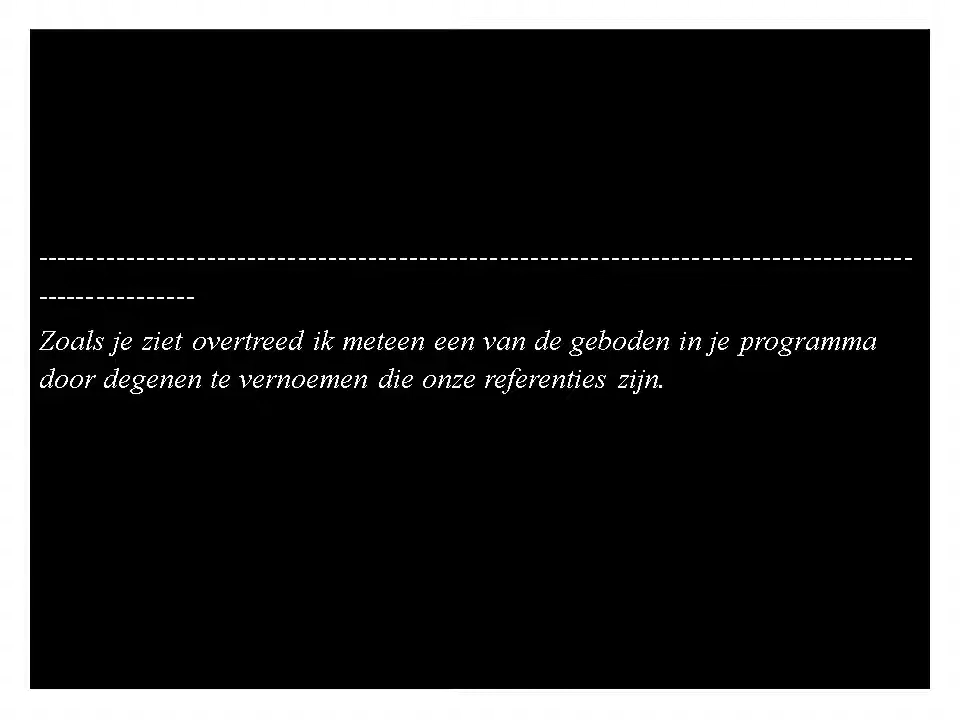 -----------------------------------------------------------------------------------------
----------------
Zoals je ziet overtreed ik meteen een van de geboden in je programma
door degenen te vernoemen die onze referenties zijn.